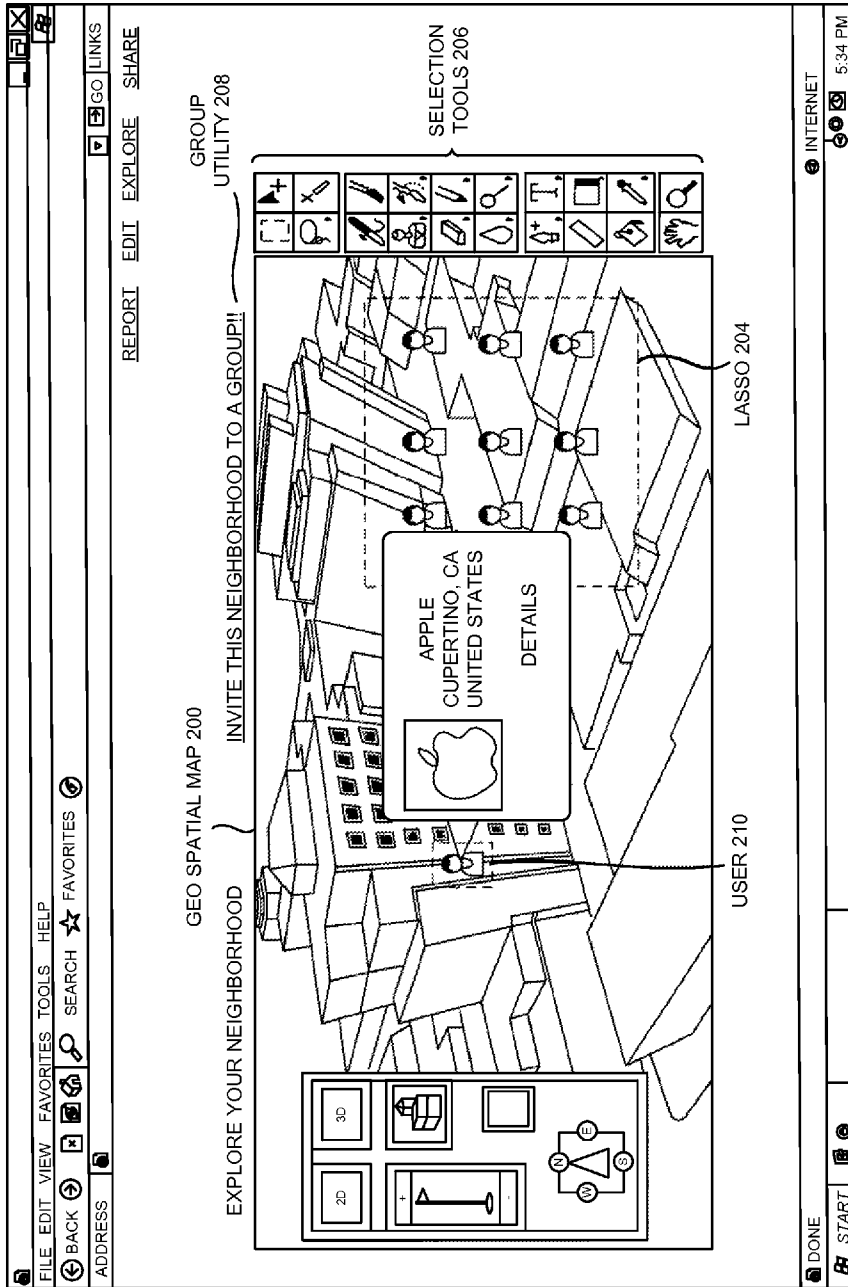 FILE EDIT VIEW FAVORITES TOOLS HELP
BACK SEARCH FAVORITES
ADDRESS GO LINKS
REPORT EDIT EXPLORE SHARE
GEO SPATIAL MAP 200
GROUP
UTILITY 208
EXPLORE YOUR NEIGHBORHOOD INVITE THIS NEIGHBORHOOD TO A GROUP!!
2D 3D
+
-
N
W E
S
APPLE
CUPERTINO, CA
UNITED STATES
DETAILS
T
SELECTION
TOOLS 206
USER 210
LASSO 204
DONE INTERNET
START 5:34 PM